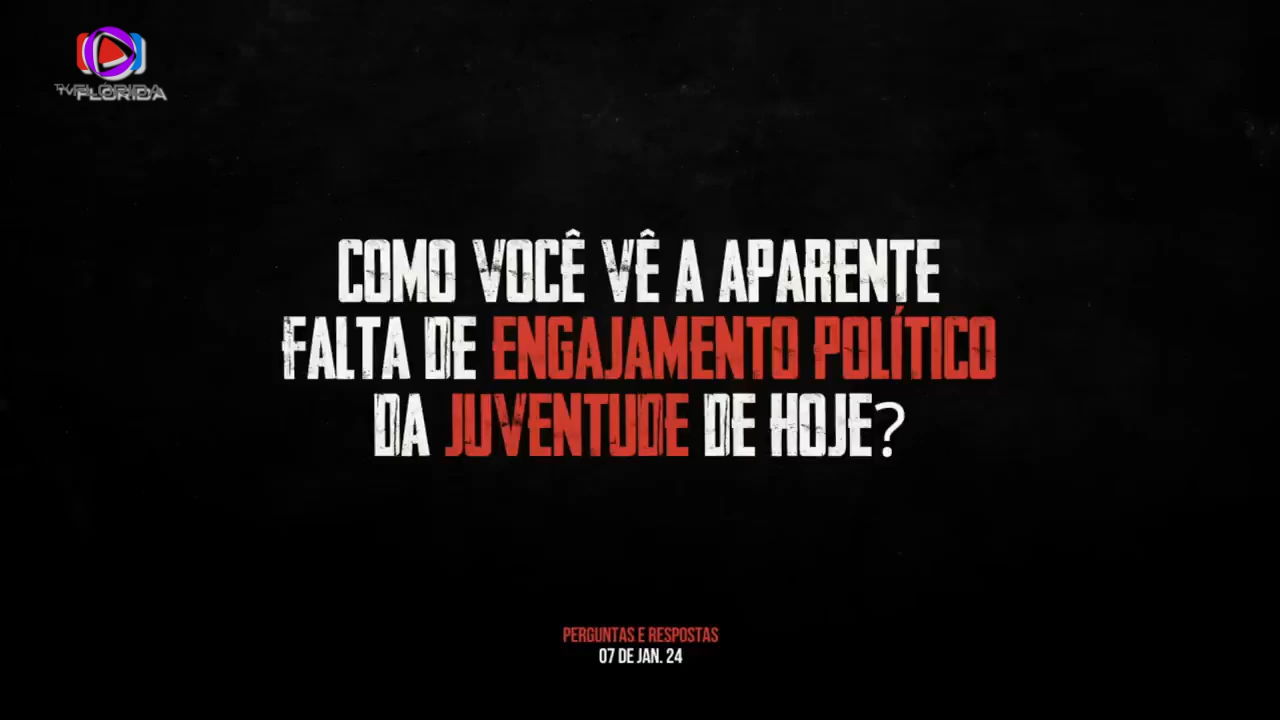 TV FLÓRIDA
COMO VOCÊ VÊ A APARENTE
FALTA DE ENGAJAMENTO POLÍTICO
DA JUVENTUDE DE HOJE?
PERGUNTAS E RESPOSTAS
07 DE JAN. 24